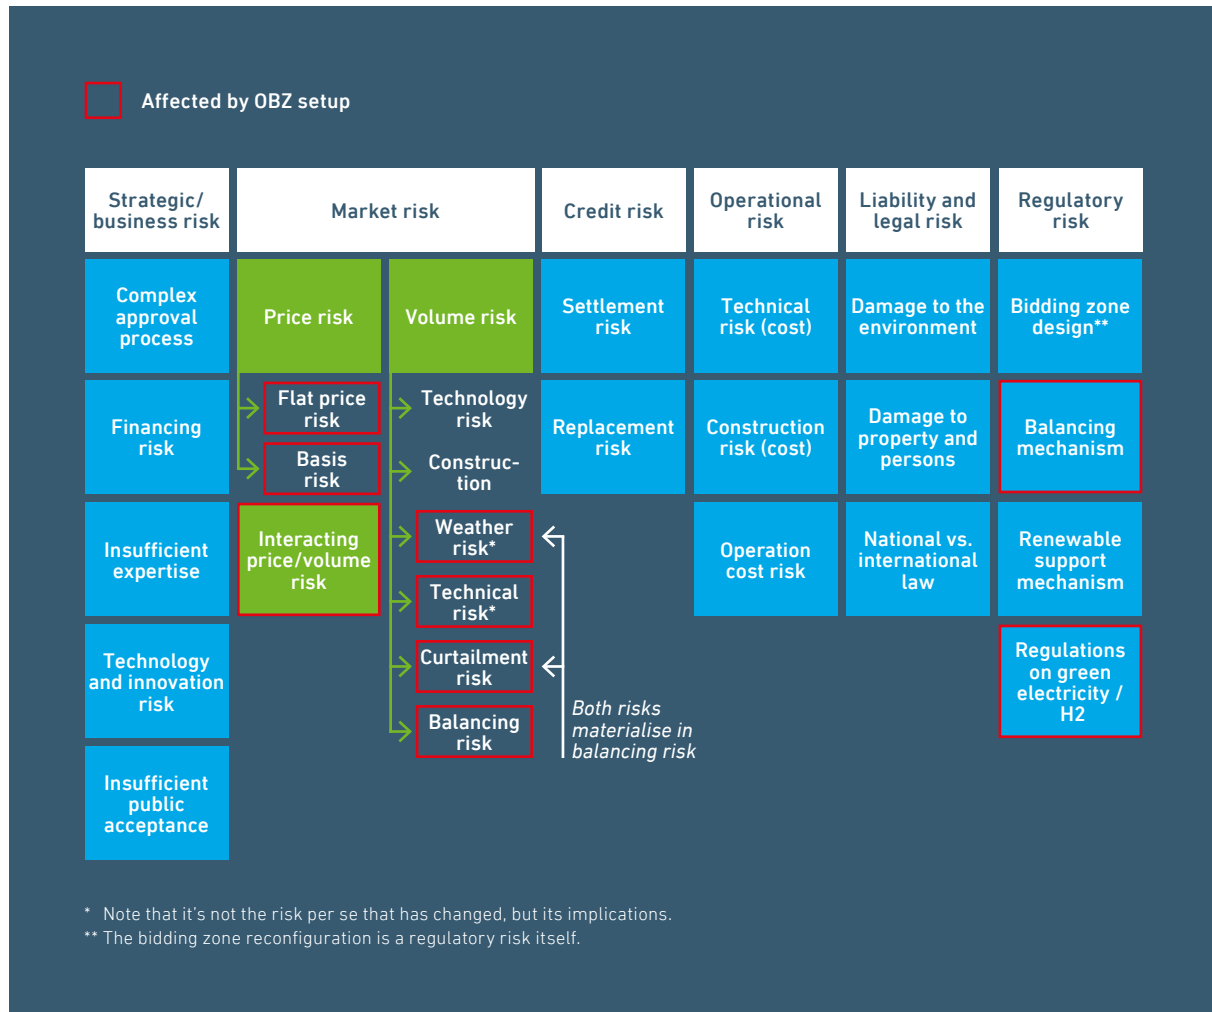 Affected by OBZ setup
Strategic/
business risk
Market risk
Credit risk
Operational
risk
Liability and
legal risk
Regulatory
risk
Complex
approval
process
Financing
risk
Insufficient
expertise
Technology
and innovation
risk
Insufficient
public
acceptance
Price risk
Flat price
risk
Basis
risk
Interacting
price/volume
risk
Volume risk
Technology
risk
Construc-
tion
Weather
risk*
Technical
risk*
Curtailment
risk
Balancing
risk
Both risks
materialise in
balancing risk
Settlement
risk
Replacement
risk
Technical
risk (cost)
Construction
risk (cost)
Operation
cost risk
Damage to the
environment
Damage to
property and
persons
National vs.
international
law
Bidding zone
design**
Balancing
mechanism
Renewable
support
mechanism
Regulations
on green
electricity /
H2
* Note that it's not the risk per se that has changed, but its implications.
** The bidding zone reconfiguration is a regulatory risk itself.